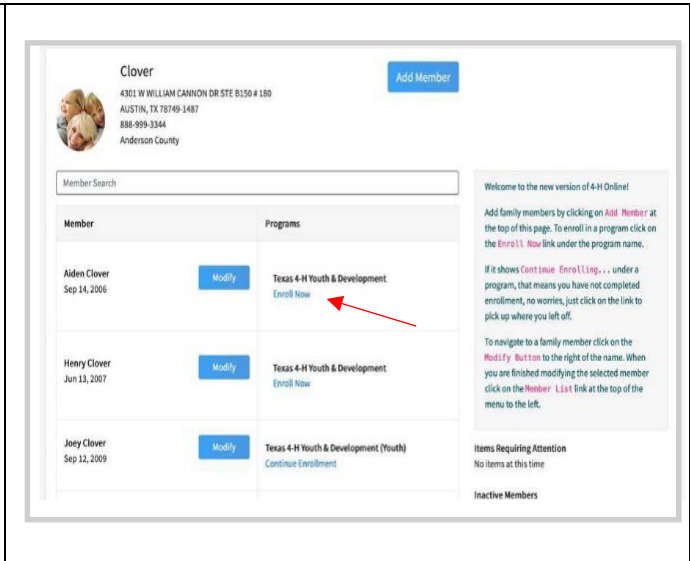 Clover
4301 W WILLIAM CANNON DR STE B150 # 180
AUSTIN, TX 78749-1487
888-999-3344
Anderson County
Add Member
Member Search
Member
Programs
Aiden Clover
Sep 14, 2006
Modify
Texas 4-H Youth & Development
Enroll Now
Henry Clover
Jun 13, 2007
Modify
Texas 4-H Youth & Development
Enroll Now
Joey Clover
Sep 12, 2009
Modify
Texas 4-H Youth & Development (Youth)
Continue Enrollment
Welcome to the new version of 4-H Online!
Add family members by clicking on Add Member at
the top of this page. To enroll in a program click on
the Enroll Now link under the program name.
If it shows Continue Enrolling... under a
program, that means you have not completed
enrollment, no worries, just click on the link to
pick up where you left off.
To navigate to a family member click on the
Modify Button to the right of the name. When
you are finished modifying the selected member
click on the Member List link at the top of the
menu to the left.
Items Requiring Attention
No items at this time
Inactive Members